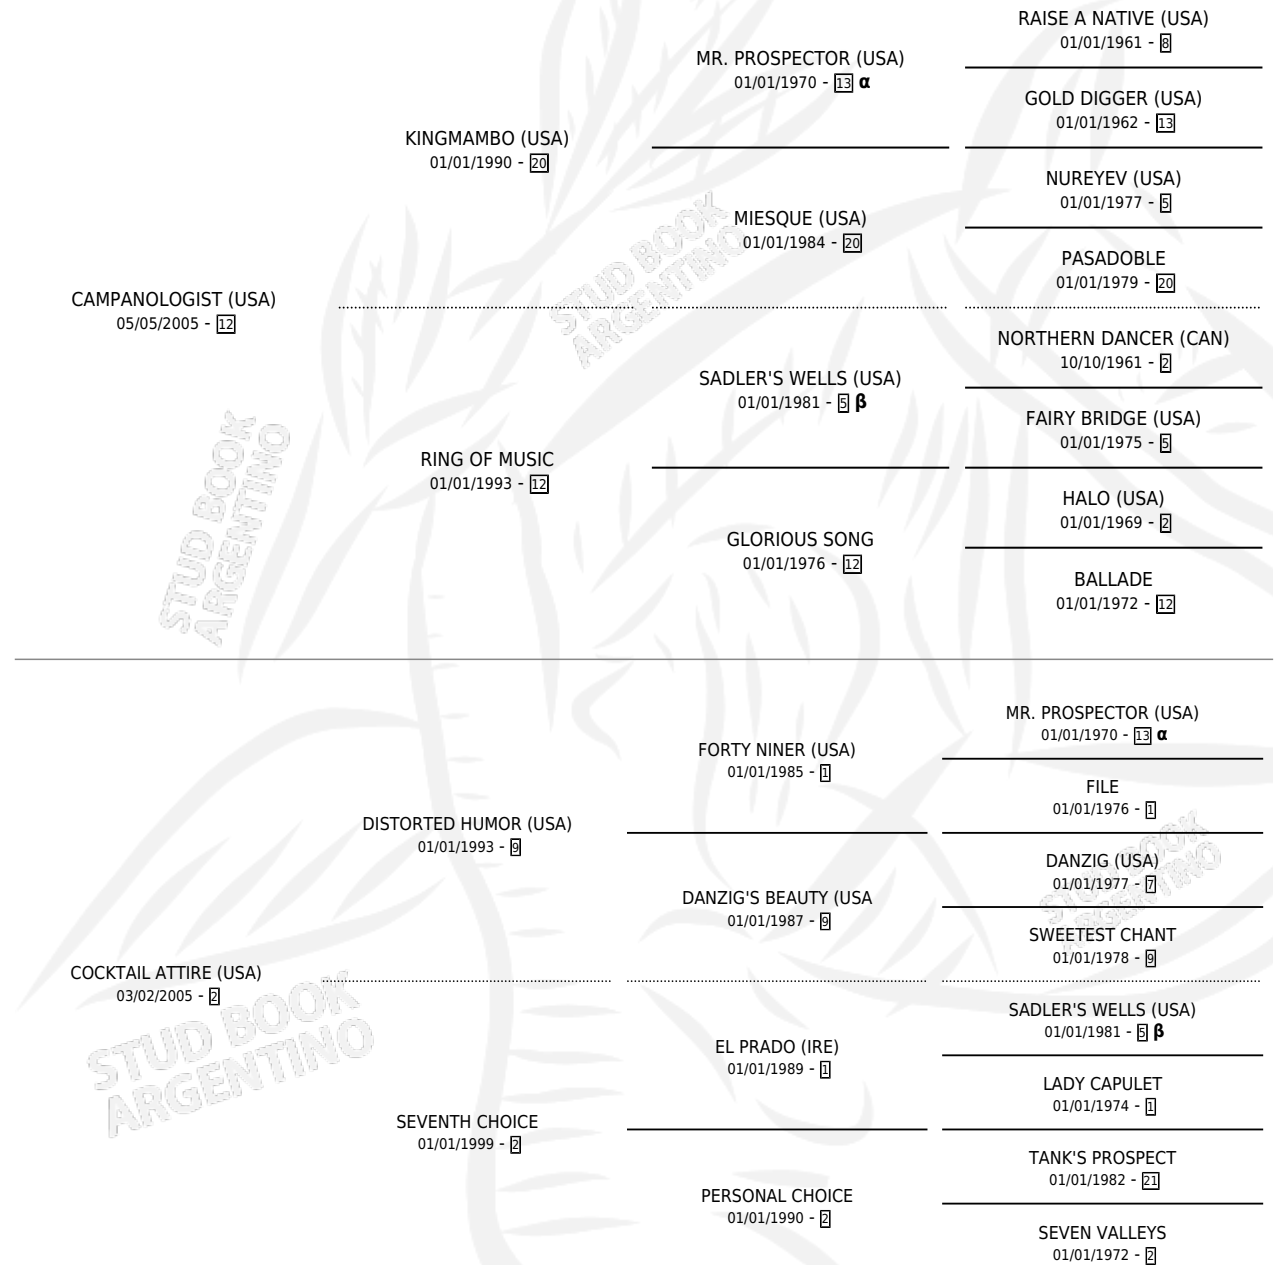 RAISE A NATIVE (USA)
01/01/1961 - 8
MR. PROSPECTOR (USA)
01/01/1970 - 13 α
GOLD DIGGER (USA)
01/01/1962 - 13
KINGMAMBO (USA)
01/01/1990 - 20
NUREYEV (USA)
01/01/1977 - 5
MIESQUE (USA)
01/01/1984 - 20
PASADOBLE
01/01/1979 - 20
CAMPANOLOGIST (USA)
05/05/2005 - 12
STUD BOOK
ARGENTINO
NORTHERN DANCER (CAN)
10/10/1961 - 2
SADLER'S WELLS (USA)
01/01/1981 - 5 β
FAIRY BRIDGE (USA)
01/01/1975 - 5
RING OF MUSIC
01/01/1993 - 12
HALO (USA)
01/01/1969 - 2
GLORIOUS SONG
01/01/1976 - 12
BALLADE
01/01/1972 - 12
STUD BOOK
ARGENTINO
MR. PROSPECTOR (USA)
01/01/1970 - 13 α
FORTY NINER (USA)
01/01/1985 - 1
FILE
01/01/1976 - 1
DISTORTED HUMOR (USA)
01/01/1993 - 9
DANZIG (USA)
01/01/1977 - 7
DANZIG'S BEAUTY (USA
01/01/1987 - 9
SWEETEST CHANT
01/01/1978 - 9
STUD BOOK
ARGENTINO
COCKTAIL ATTIRE (USA)
03/02/2005 - 2
SADLER'S WELLS (USA)
01/01/1981 - 5 β
EL PRADO (IRE)
01/01/1989 - 1
LADY CAPULET
01/01/1974 - 1
STUD BOOK
ARGENTINO
SEVENTH CHOICE
01/01/1999 - 2
TANK'S PROSPECT
01/01/1982 - 21
PERSONAL CHOICE
01/01/1990 - 2
SEVEN VALLEYS
01/01/1972 - 2